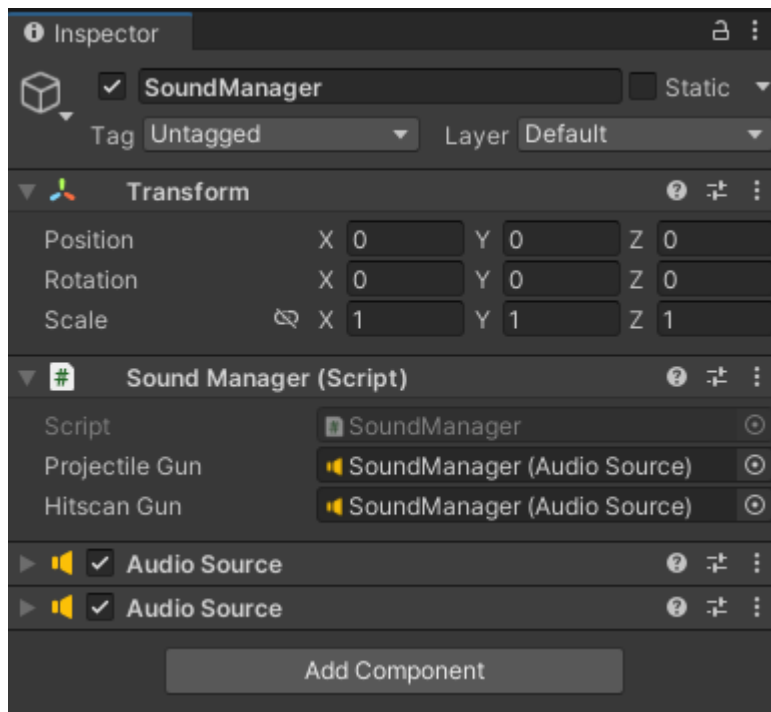 Inspector
SoundManager Static
Tag Untagged Layer Default
Transform
Position X 0 Y 0 Z 0
Rotation X 0 Y 0 Z 0
Scale X 1 Y 1 Z 1
# Sound Manager (Script)
Script # SoundManager
Projectile Gun SoundManager (Audio Source)
Hitscan Gun SoundManager (Audio Source)
Audio Source
Audio Source
Add Component